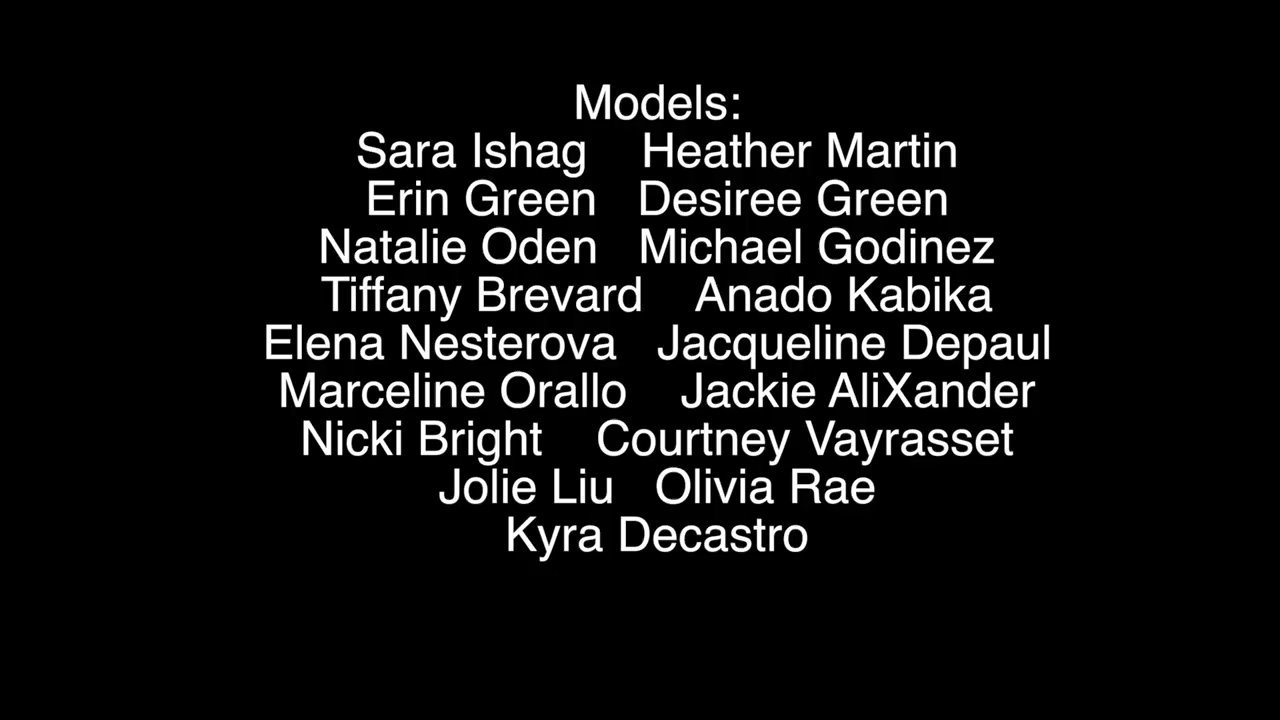 Models:
Sara Ishag Heather Martin
Erin Green Desiree Green
Natalie Oden Michael Godinez
Tiffany Brevard Anado Kabika
Elena Nesterova Jacqueline Depaul
Marceline Orallo Jackie AliXander
Nicki Bright Courtney Vayrasset
Jolie Liu Olivia Rae
Kyra Decastro